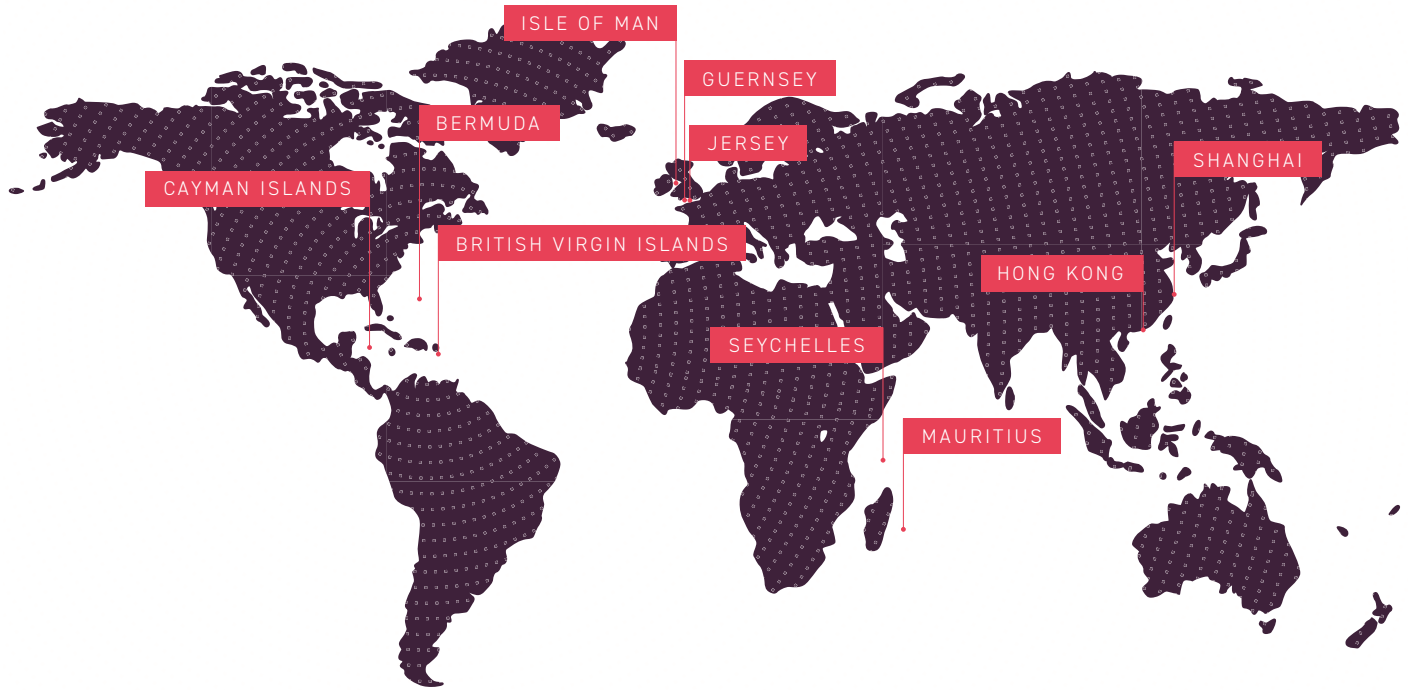 ISLE OF MAN
GUERNSEY
BERMUDA
JERSEY
SHANGHAI
CAYMAN ISLANDS
BRITISH VIRGIN ISLANDS
HONG KONG
SEYCHELLES
MAURITIUS